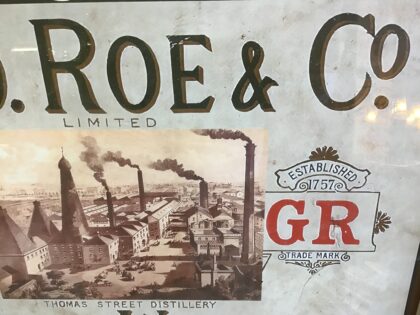 . ROE & Co.
LIMITED
ESTABLISHED
1757
GR
TRADE MARK
THOMAS STREET DISTILLERY